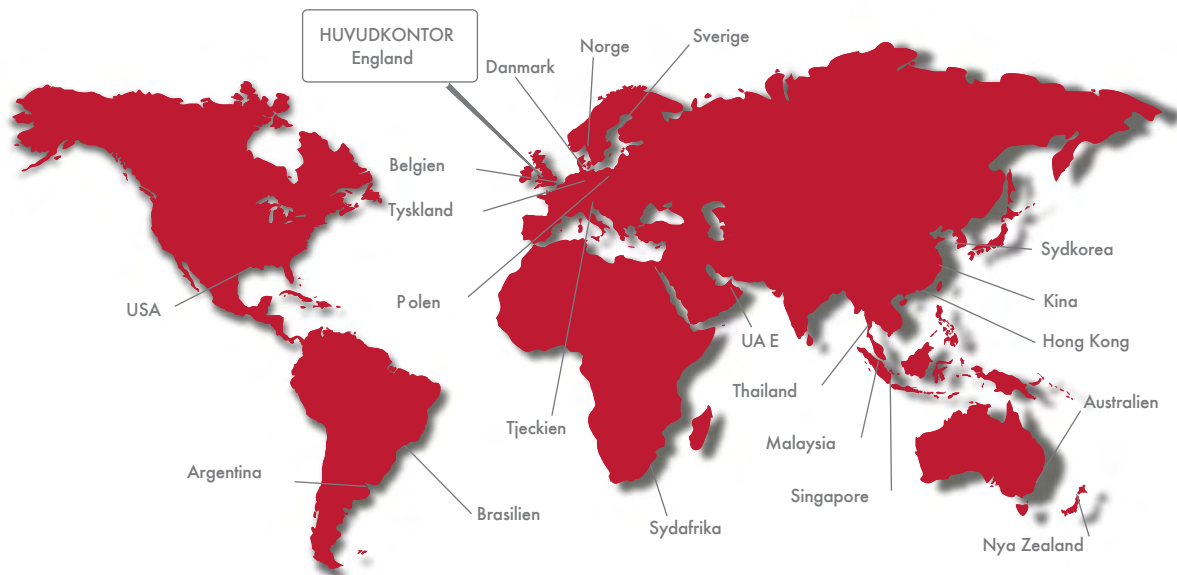 HUVUDKONTOR
England
Norge
Sverige
Danmark
Belgien
Tyskland
Polen
USA
Tjeckien
Argentina
Brasilien
Sydafrika
UAE
Thailand
Malaysia
Singapore
Sydkorea
Kina
Hong Kong
Australien
Nya Zealand